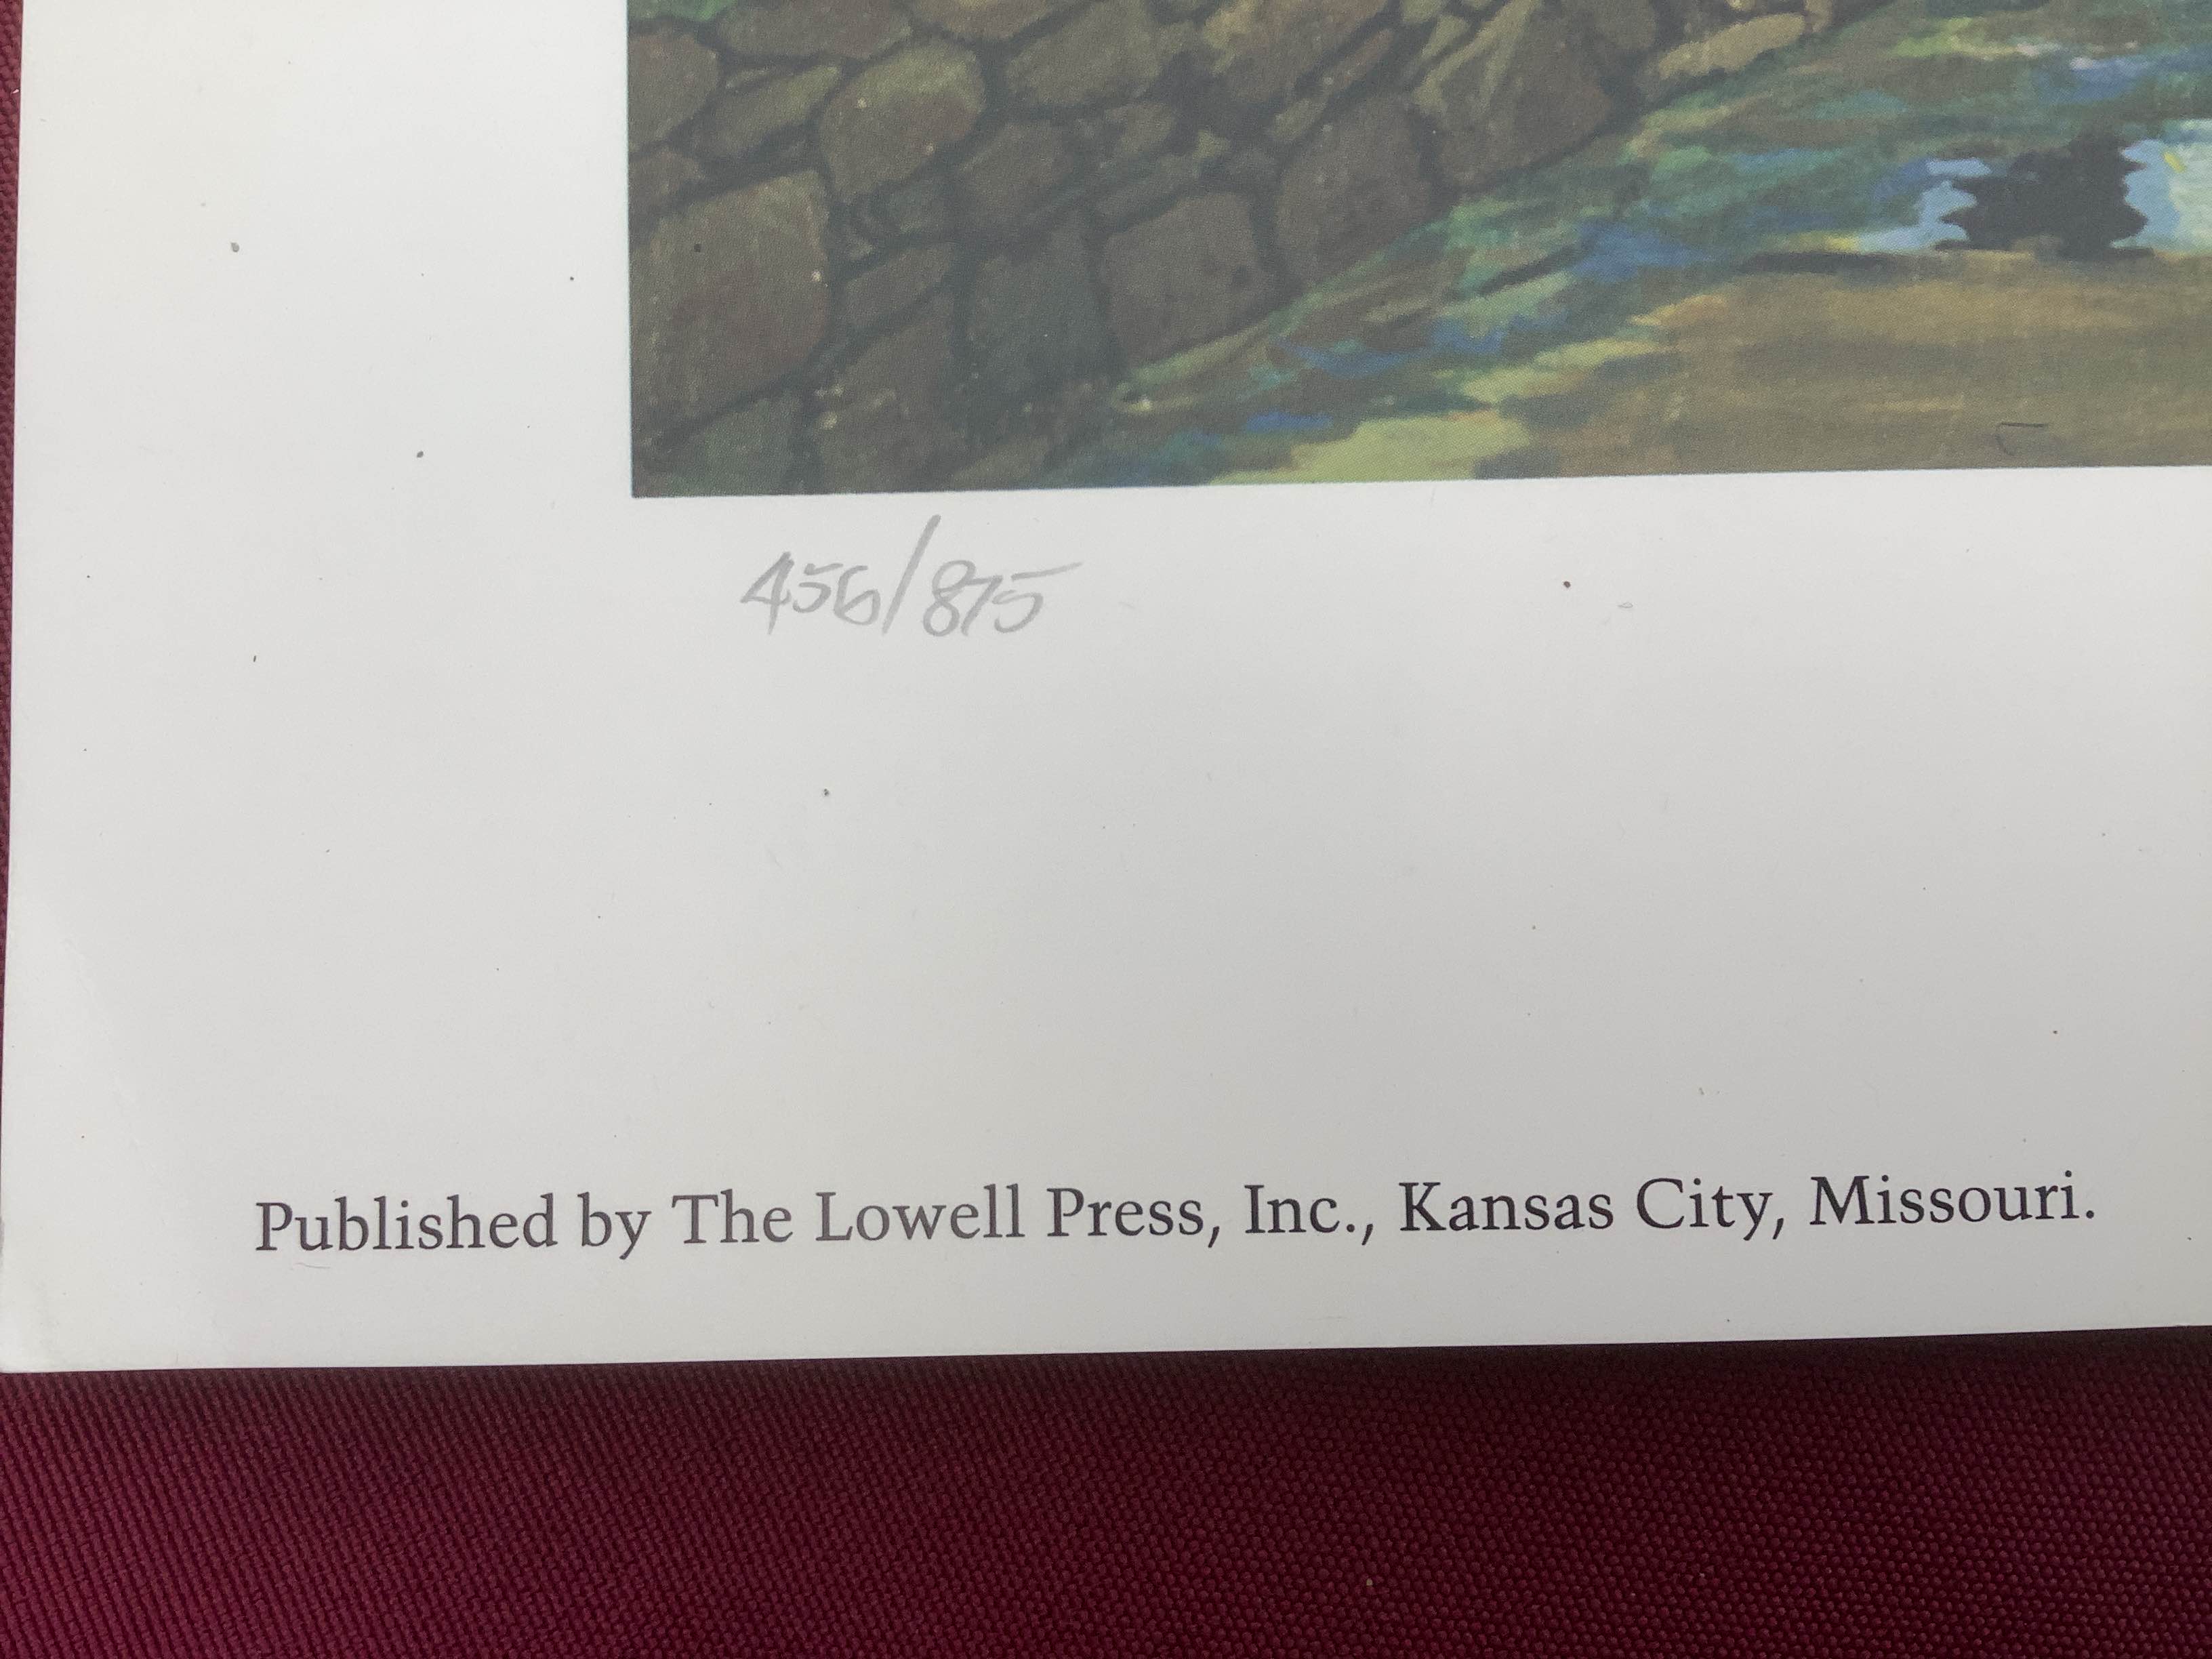 456/875
Published by The Lowell Press, Inc., Kansas City, Missouri.